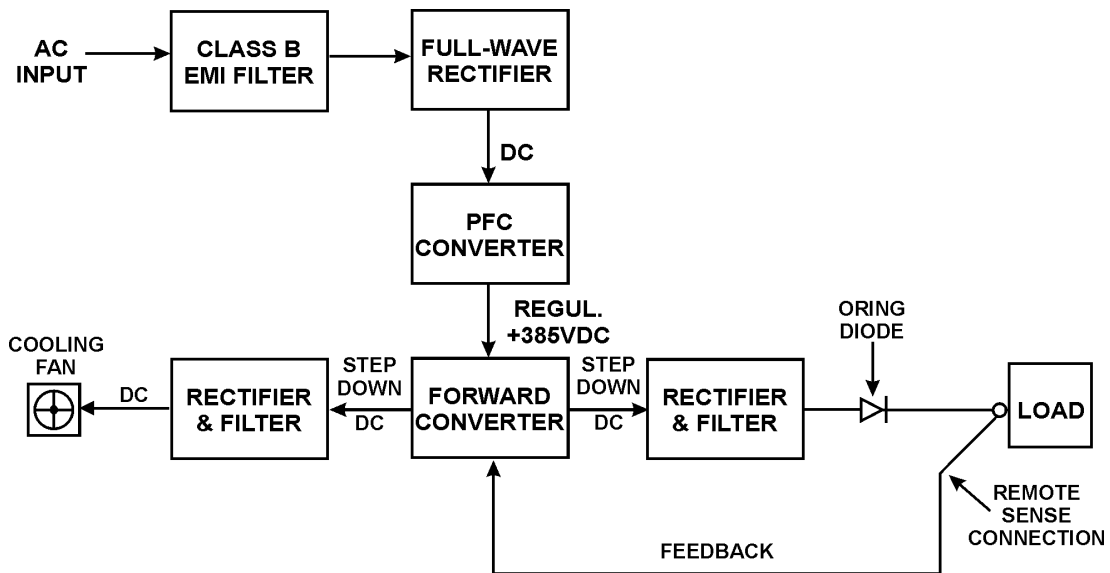 AC
INPUT
CLASS B
EMI FILTER
FULL-WAVE
RECTIFIER
DC
PFC
CONVERTER
REGUL.
+385VDC
ORING
DIODE
COOLING
FAN
DC
RECTIFIER
& FILTER
STEP
DOWN
DC
FORWARD
CONVERTER
STEP
DOWN
DC
RECTIFIER
& FILTER
LOAD
REMOTE
SENSE
CONNECTION
FEEDBACK